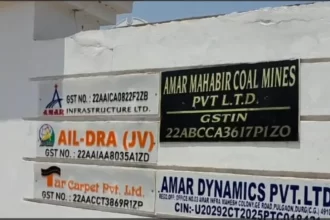 AMAR
INFRASTRUCTURE LTD.
GST NO. : 22AAICA0822F2ZB
AIL-DRA (JV)
GST NO. : 22AAIAA8035A1ZD
Tar Carpet Pvt. Ltd.
GST NO. : 22AACCT3869R1ZP
AMAR MAHABIR COAL MINES
PVT L.T.D.
GSTIN
22ABCCA3617P1ZO
AMAR DYNAMICS PVT.LTD.